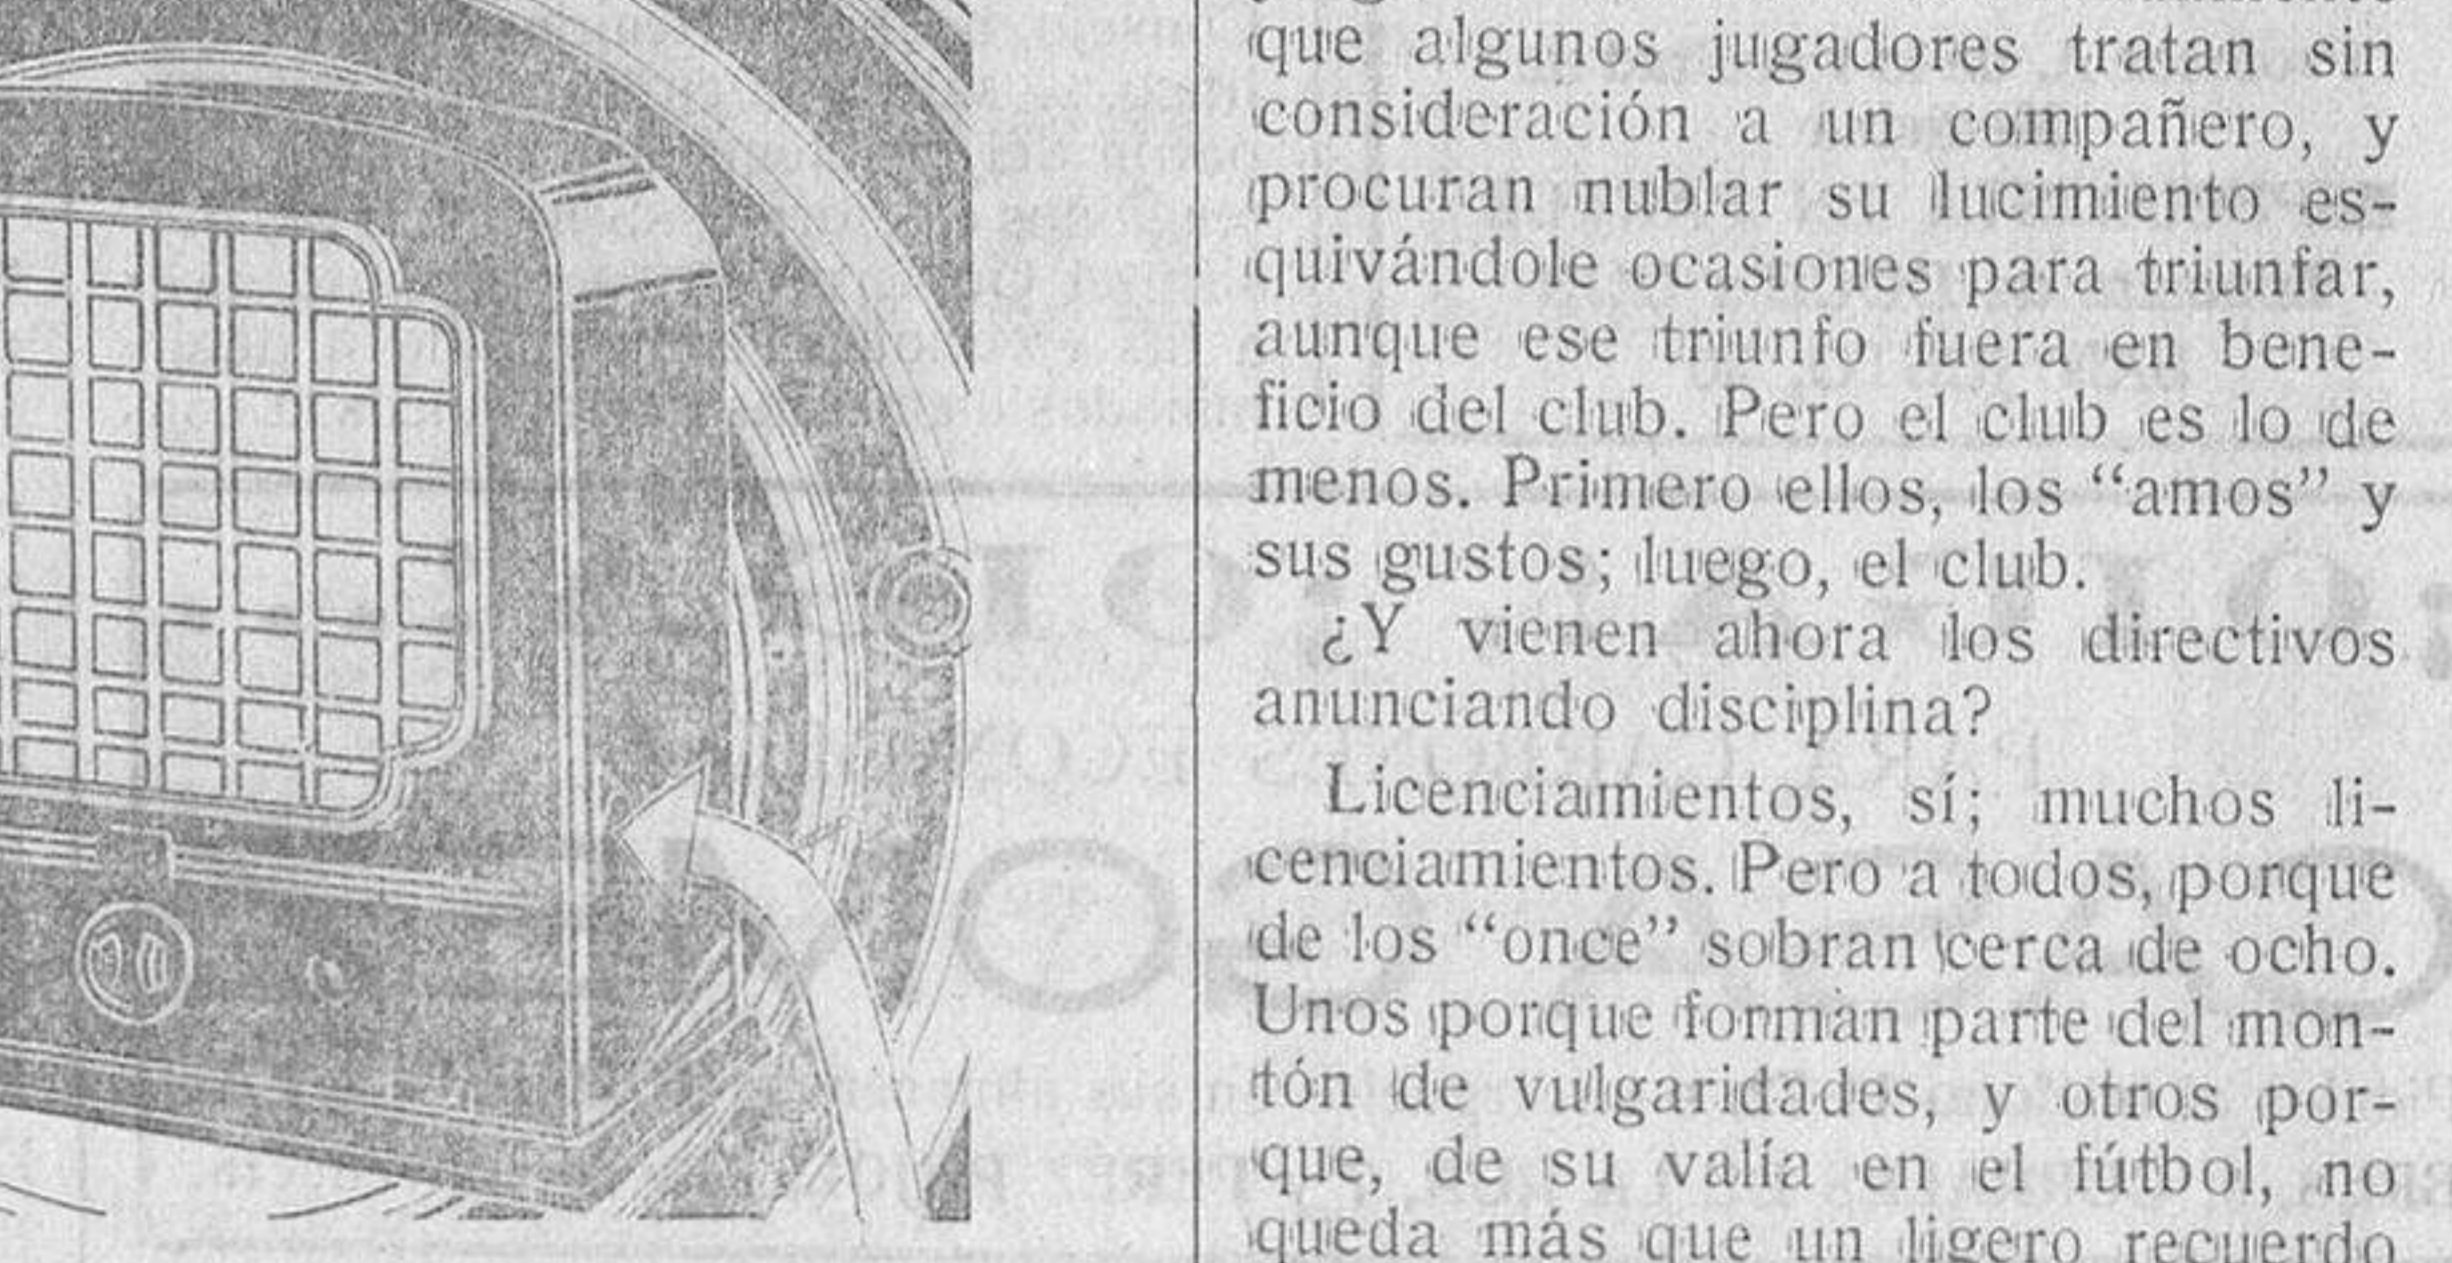 que algunos jugadores tratan sin
consideración a un compañero, y
procuran nublar su lucimiento es-
quivándole ocasiones para triunfar,
aunque ese triunfo fuera en bene-
ficio del club. Pero el club es lo de
menos. Primero ellos, los “amos” y
sus gustos; luego, el club.
¿Y vienen ahora los directivos
anunciando disciplina?
Licenciamientos, sí; muchos li-
cenciamientos. Pero a todos, porque
de los “once” sobran cerca de ocho.
Unos porque forman parte del mon-
tón de vulgaridades, y otros por-
que, de su valía en el fútbol, no
queda más que un ligero recuerdo